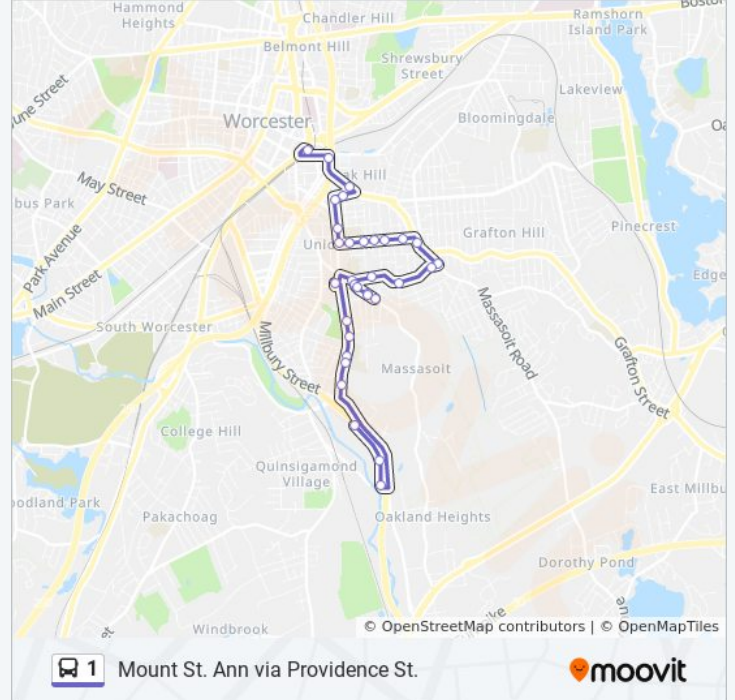 Hammond
Heights
Chandler Hill
Ramshorn
Island Park
Belmont Hill
Shrewsbury
Street
Lakeview
Worcester
Bloomingdale
May Street
Grafton Hill
Pinecrest
Park Avenue
Main Street
South Worcester
Millbury Street
Massasoit Road
Massasoit
Grafton Street
College Hill
Quinsigamond
Village
Pakachoag
Oakland Heights
Dorothy Pond
Windbrook
© OpenStreetMap contributors | © OpenMapTiles
1 Mount St. Ann via Providence St.
moovit